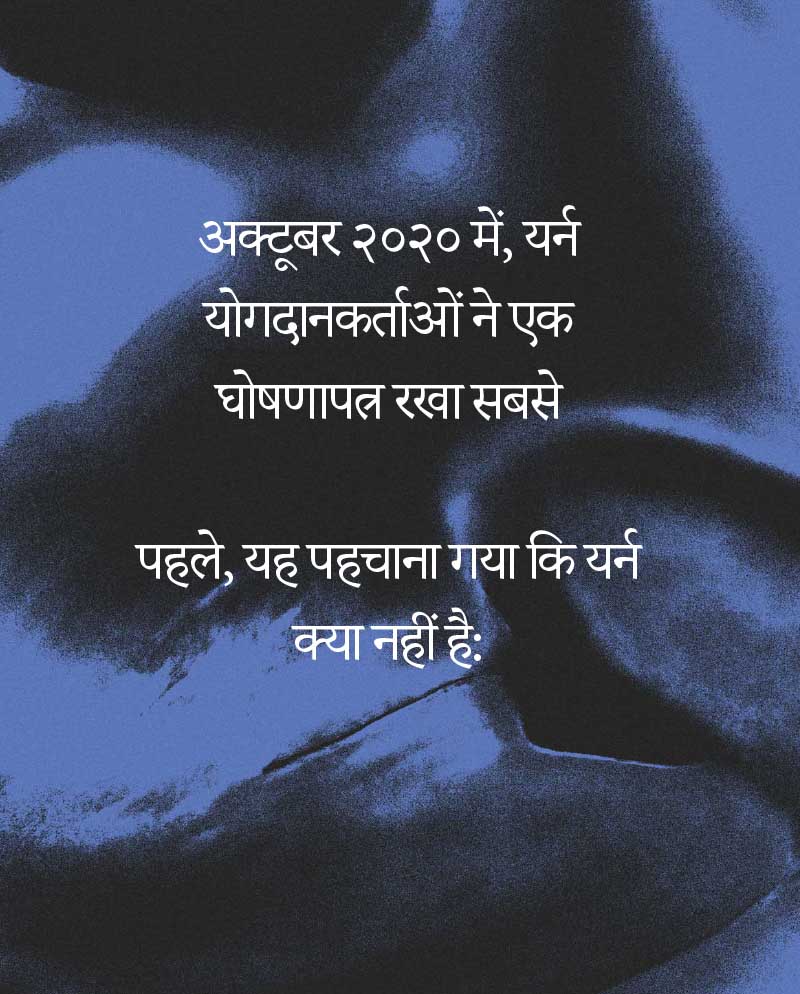 अक्टूबर २०२० में, यर्न
योगदानकर्ताओं ने एक
घोषणापत्र रखा सबसे
पहले, यह पहचाना गया कि यर्न
क्या नहीं है: